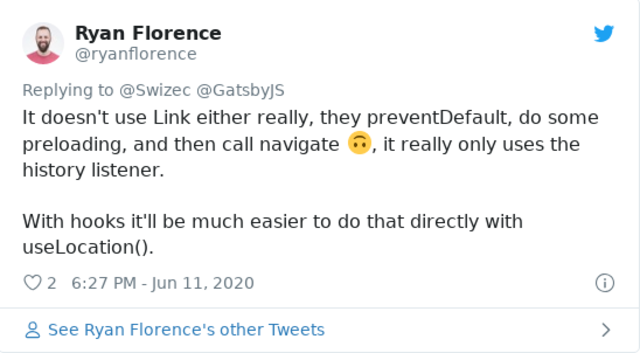 Ryan Florence
@ryanflorence
Replying to @Swizec @GatsbyJS
It doesn't use Link either really, they preventDefault, do some
preloading, and then call navigate 🙃, it really only uses the
history listener.
With hooks it'll be much easier to do that directly with
useLocation().
2 6:27 PM - Jun 11, 2020
See Ryan Florence's other Tweets